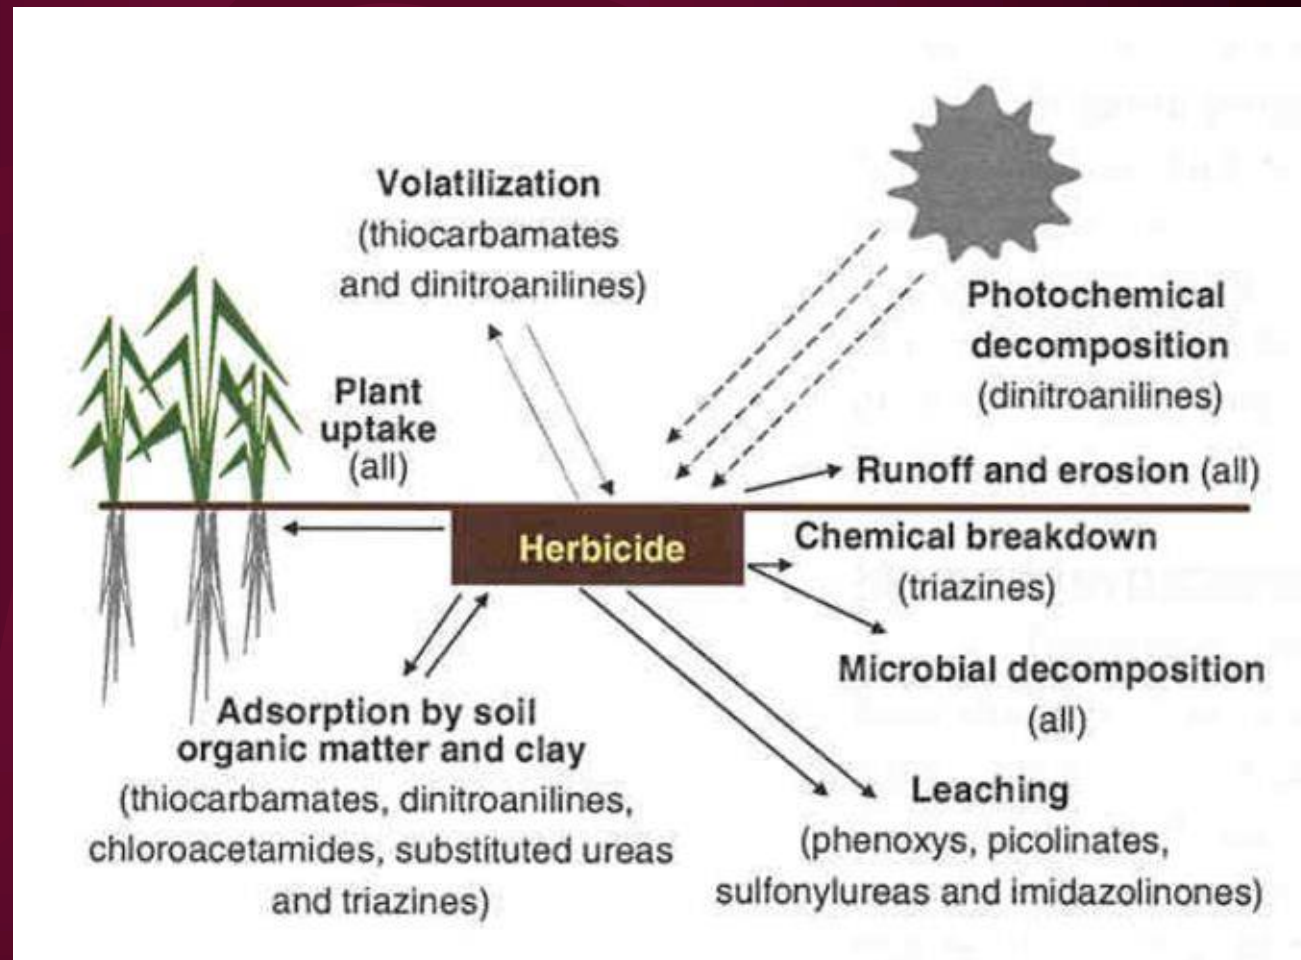 Volatilization
(thiocarbamates
and dinitroanilines)
Photochemical
decomposition
(dinitroanilines)
Plant
uptake
(all)
Runoff and erosion (all)
Herbicide
Chemical breakdown
(triazines)
Microbial decomposition
(all)
Adsorption by soil
organic matter and clay
(thiocarbamates, dinitroanilines,
chloroacetamides, substituted ureas
and triazines)
Leaching
(phenoxys, picolinates,
sulfonylureas and imidazolinones)